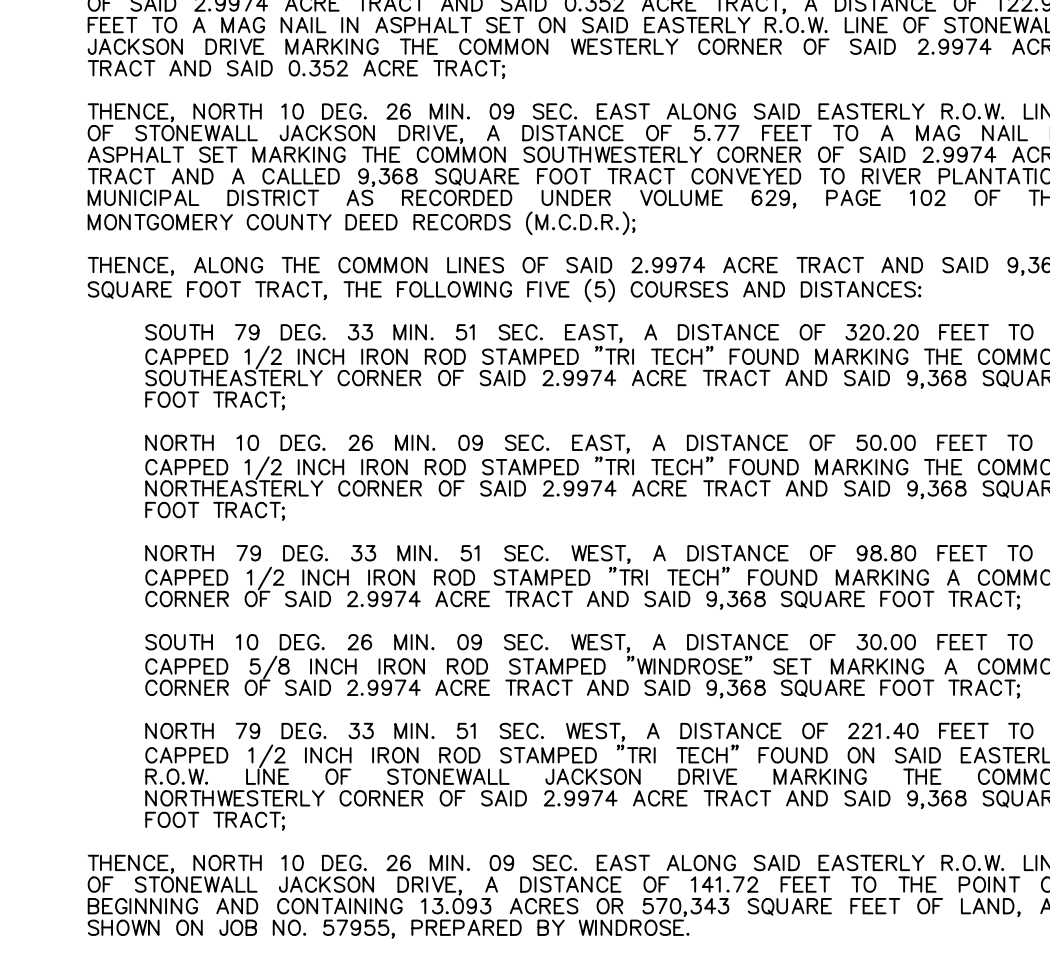 OF SAID 2.9974 ACRE TRACT AND SAID 0.352 ACRE TRACT, A DISTANCE OF 122.9
FEET TO A MAG NAIL IN ASPHALT SET ON SAID EASTERLY R.O.W. LINE OF STONEWAL
JACKSON DRIVE MARKING THE COMMON WESTERLY CORNER OF SAID 2.9974 ACR
TRACT AND SAID 0.352 ACRE TRACT;
THENCE, NORTH 10 DEG. 26 MIN. 09 SEC. EAST ALONG SAID EASTERLY R.O.W. LIN
OF STONEWALL JACKSON DRIVE, A DISTANCE OF 5.77 FEET TO A MAG NAIL
ASPHALT SET MARKING THE COMMON SOUTHWESTERLY CORNER OF SAID 2.9974 ACR
TRACT AND A CALLED 9,368 SQUARE FOOT TRACT CONVEYED TO RIVER PLANTATIO
MUNICIPAL DISTRICT AS RECORDED UNDER VOLUME 629, PAGE 102 OF TH
MONTGOMERY COUNTY DEED RECORDS (M.C.D.R.);
THENCE, ALONG THE COMMON LINES OF SAID 2.9974 ACRE TRACT AND SAID 9,36
SQUARE FOOT TRACT, THE FOLLOWING FIVE (5) COURSES AND DISTANCES:
SOUTH 79 DEG. 33 MIN. 51 SEC. EAST, A DISTANCE OF 320.20 FEET TO
CAPPED 1/2 INCH IRON ROD STAMPED "TRI TECH" FOUND MARKING THE COMMO
SOUTHEASTERLY CORNER OF SAID 2.9974 ACRE TRACT AND SAID 9,368 SQUAR
FOOT TRACT;
NORTH 10 DEG. 26 MIN. 09 SEC. EAST, A DISTANCE OF 50.00 FEET TO
CAPPED 1/2 INCH IRON ROD STAMPED "TRI TECH" FOUND MARKING THE COMMO
NORTHEASTERLY CORNER OF SAID 2.9974 ACRE TRACT AND SAID 9,368 SQUAR
FOOT TRACT;
NORTH 79 DEG. 33 MIN. 51 SEC. WEST, A DISTANCE OF 98.80 FEET TO
CAPPED 1/2 INCH IRON ROD STAMPED "TRI TECH" FOUND MARKING A COMMO
CORNER OF SAID 2.9974 ACRE TRACT AND SAID 9,368 SQUARE FOOT TRACT;
SOUTH 10 DEG. 26 MIN. 09 SEC. WEST, A DISTANCE OF 30.00 FEET TO
CAPPED 5/8 INCH IRON ROD STAMPED "WINDROSE" SET MARKING A COMMO
CORNER OF SAID 2.9974 ACRE TRACT AND SAID 9,368 SQUARE FOOT TRACT;
NORTH 79 DEG. 33 MIN. 51 SEC. WEST, A DISTANCE OF 221.40 FEET TO
CAPPED 1/2 INCH IRON ROD STAMPED "TRI TECH" FOUND ON SAID EASTERL
R.O.W. LINE OF STONEWALL JACKSON DRIVE MARKING THE COMMO
NORTHWESTERLY CORNER OF SAID 2.9974 ACRE TRACT AND SAID 9,368 SQUAR
FOOT TRACT;
THENCE, NORTH 10 DEG. 26 MIN. 09 SEC. EAST ALONG SAID EASTERLY R.O.W. LIN
OF STONEWALL JACKSON DRIVE, A DISTANCE OF 141.72 FEET TO THE POINT O
BEGINNING AND CONTAINING 13.093 ACRES OR 570,343 SQUARE FEET OF LAND, A
SHOWN ON JOB NO. 57955, PREPARED BY WINDROSE.